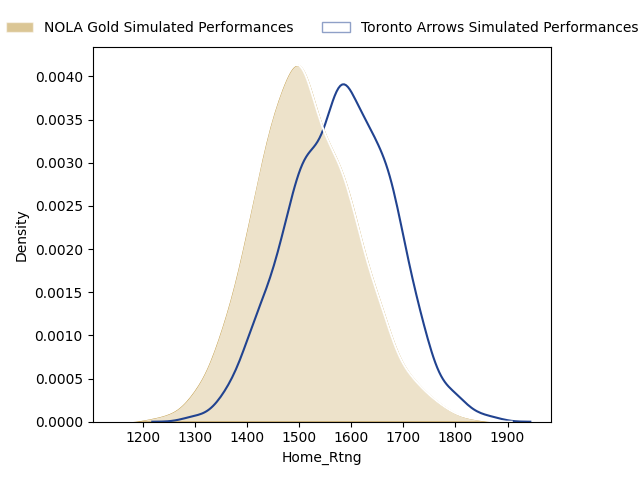 NOLA Gold Simulated Performances Toronto Arrows Simulated Performances
0.0040
0.0035
0.0030
0.0025
0.0020
0.0015
0.0010
0.0005
0.0000
Density
1200 1300 1400 1500 1600 1700 1800 1900
Home_Rtng